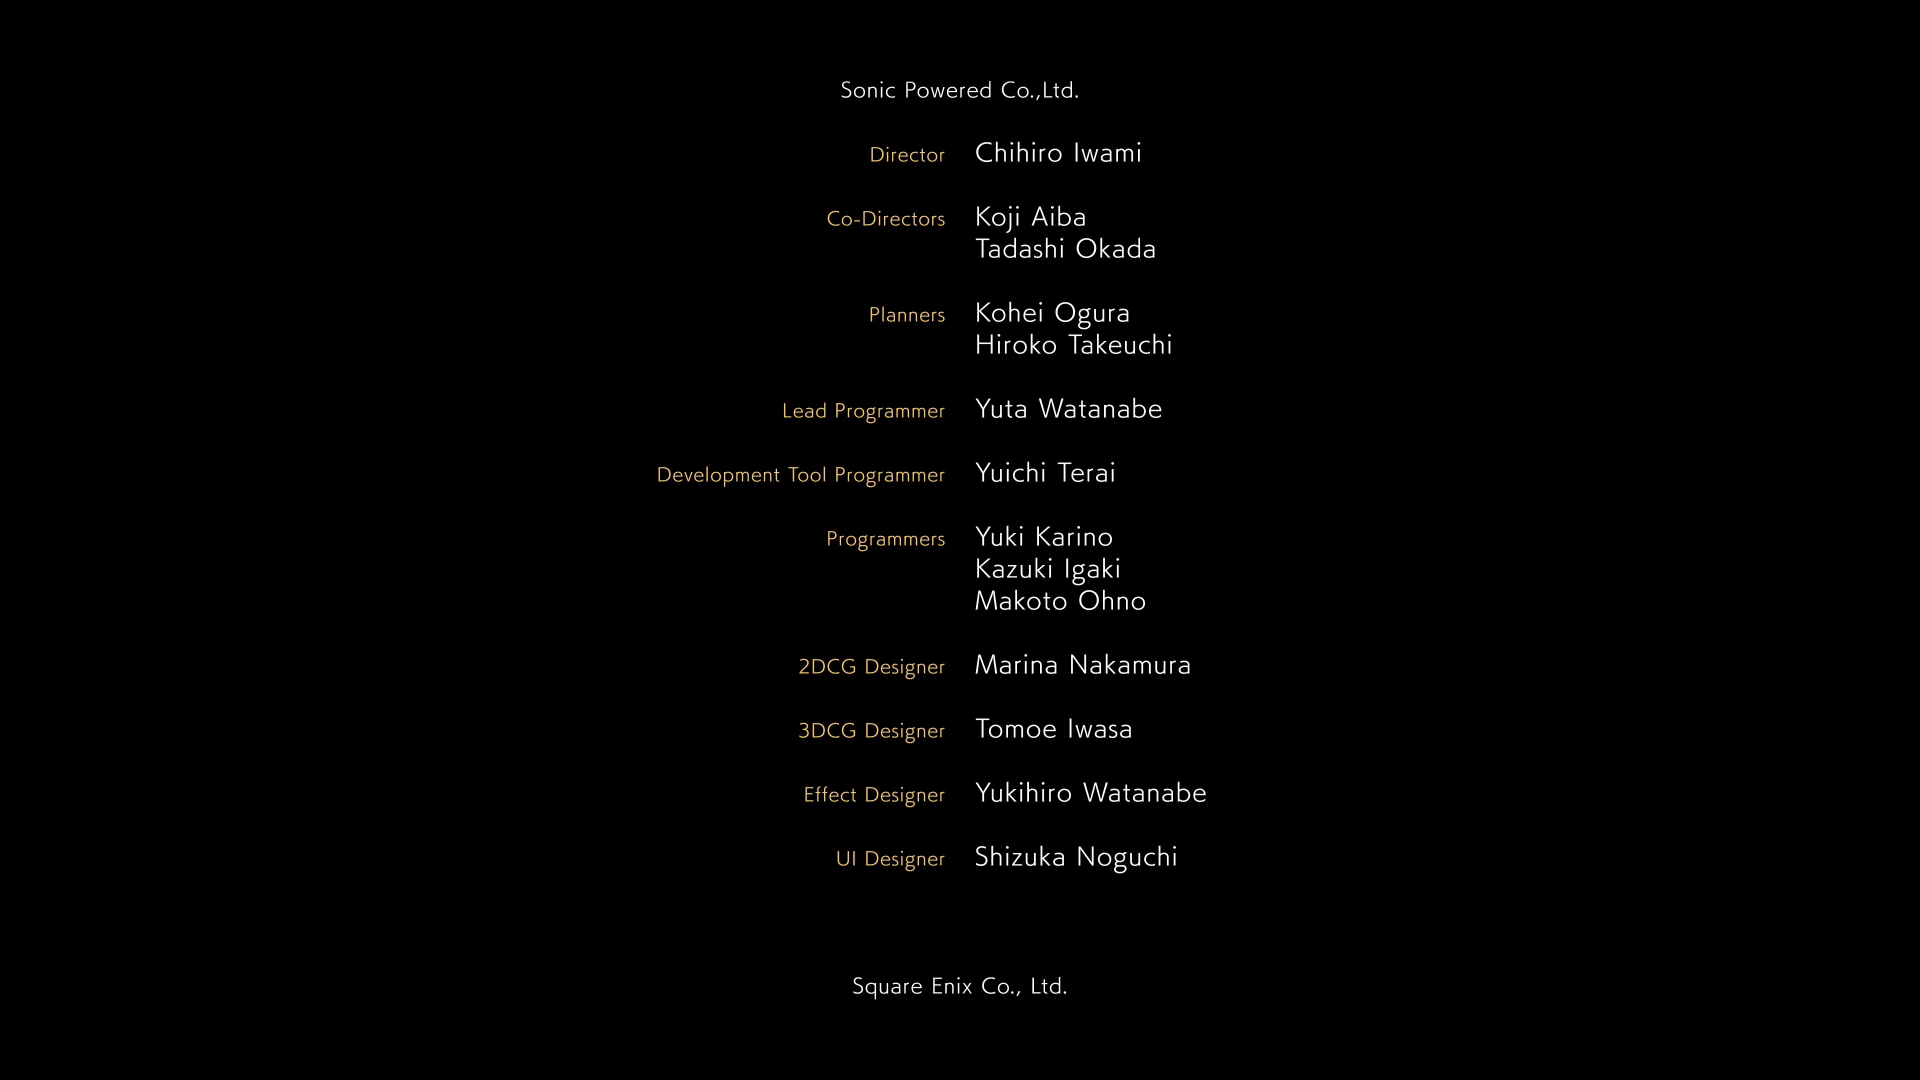 Sonic Powered Co.,Ltd.
Director Chihiro Iwami
Co-Directors Koji Aiba
Tadashi Okada
Planners Kohei Ogura
Hiroko Takeuchi
Lead Programmer Yuta Watanabe
Development Tool Programmer Yuichi Terai
Programmers Yuki Karino
Kazuki Igaki
Makoto Ohno
2DCG Designer Marina Nakamura
3DCG Designer Tomoe Iwasa
Effect Designer Yukihiro Watanabe
UI Designer Shizuka Noguchi
Square Enix Co., Ltd.